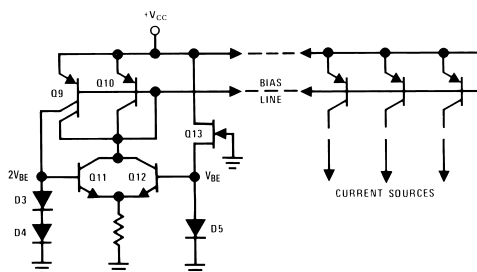 +VCC
Q9
Q10
BIAS
LINE
Q13
2VBE
Q11
Q12
VBE
D3
D4
D5
CURRENT SOURCES